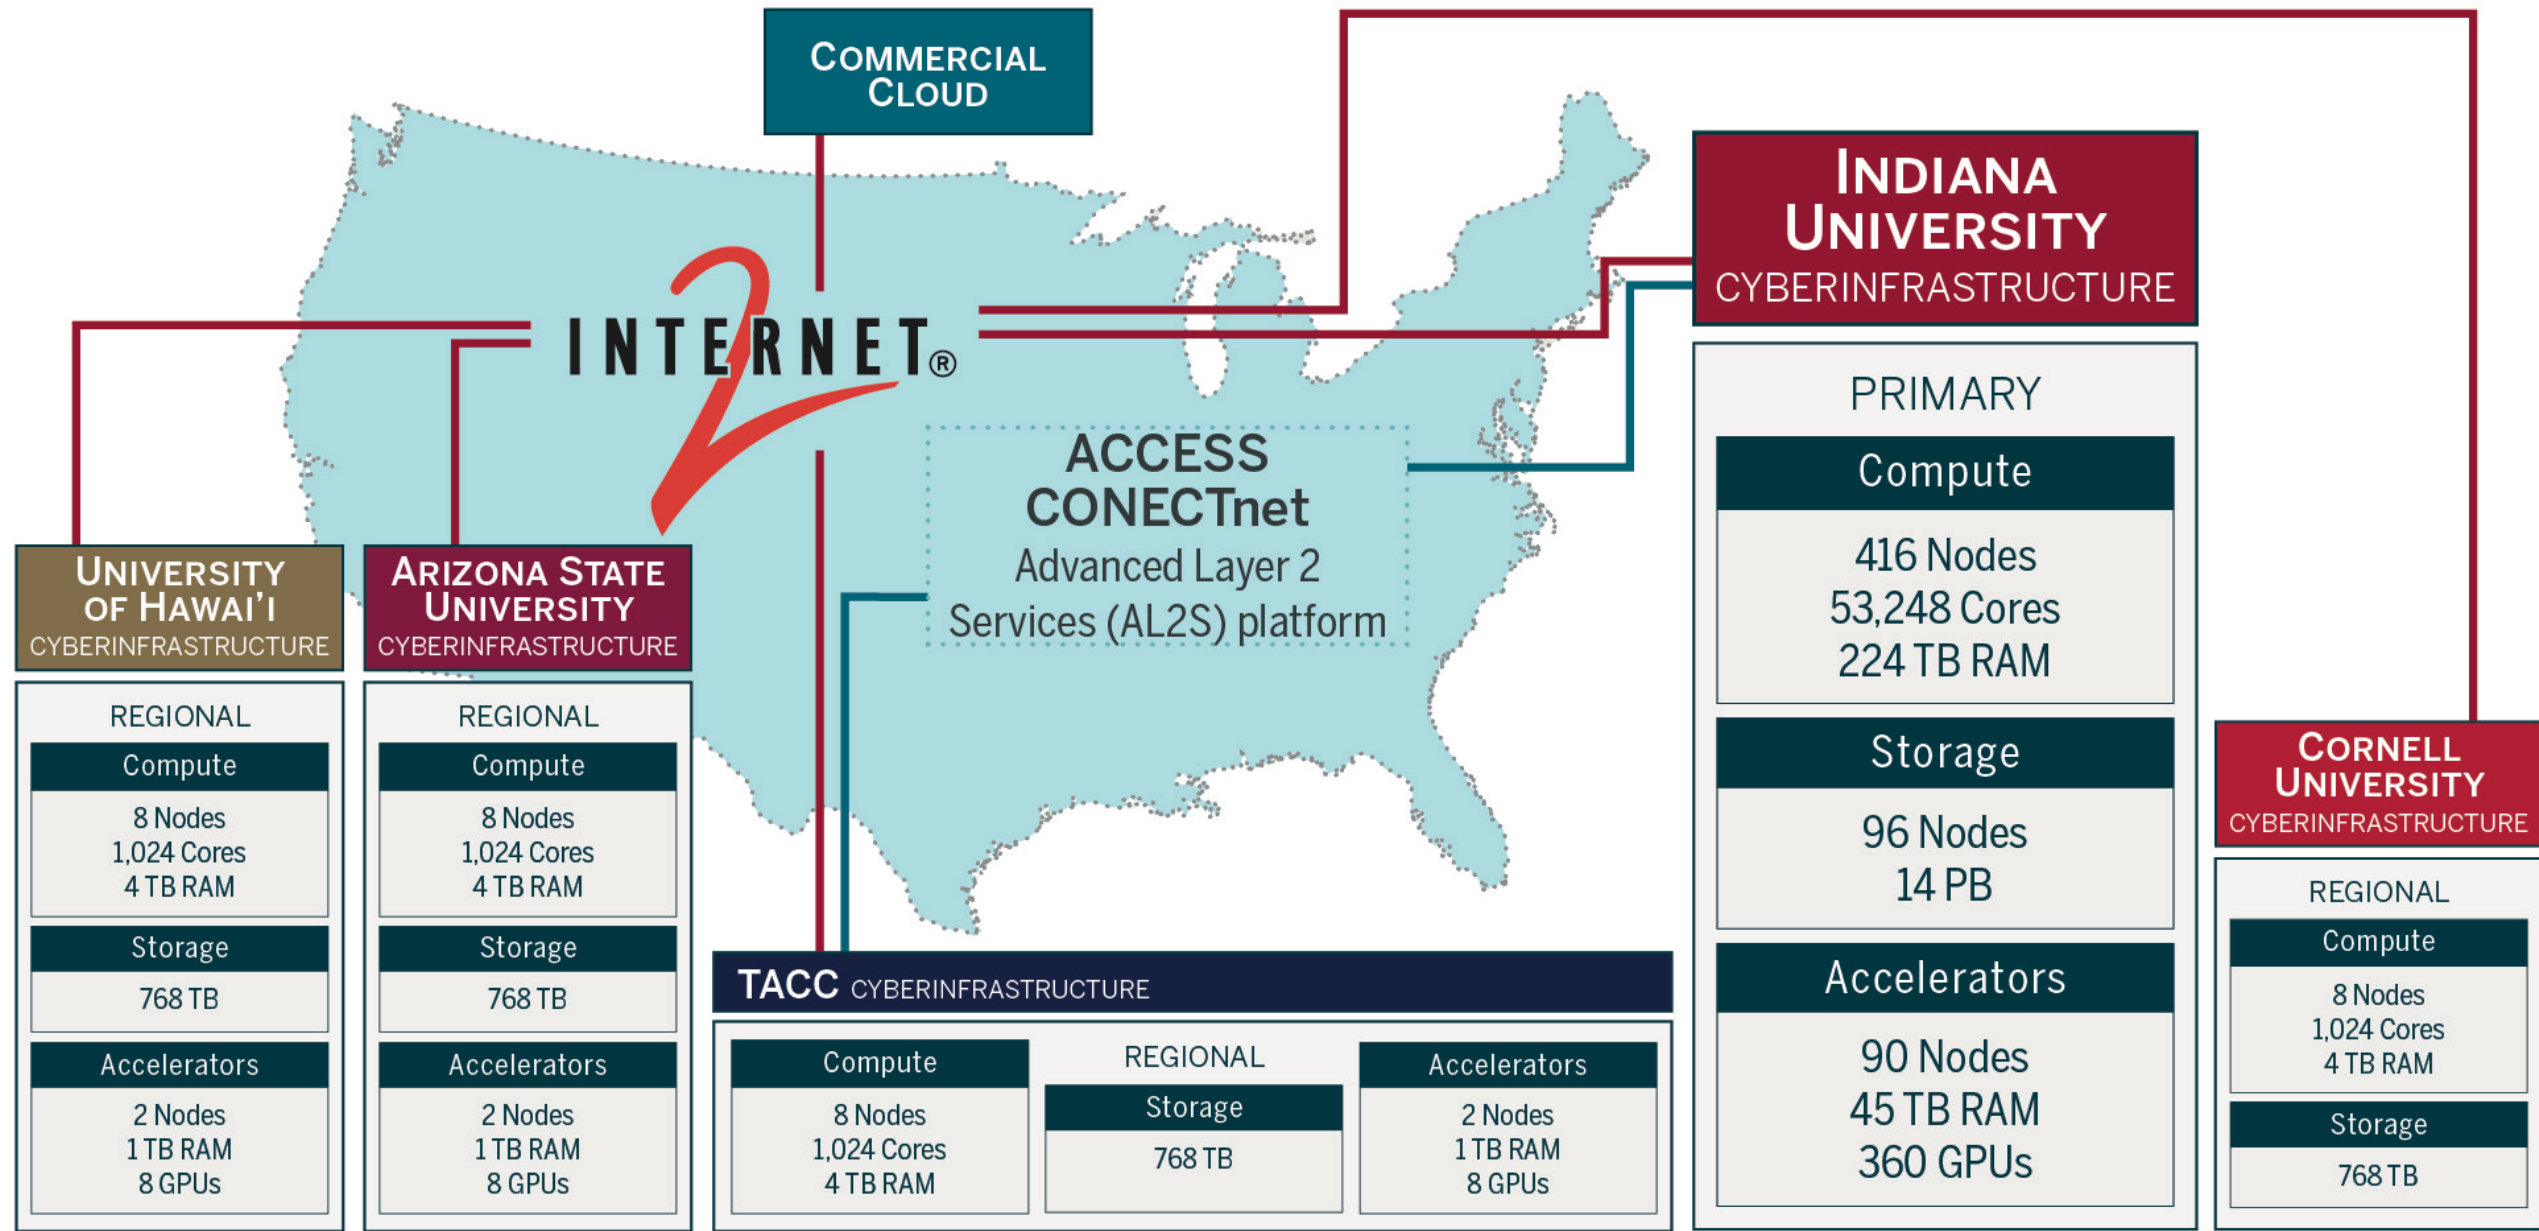 COMMERCIAL
CLOUD
INTERNET®
2
ACCESS
CONECTnet
Advanced Layer 2
Services (AL2S) platform
UNIVERSITY
OF HAWAI'I
CYBERINFRASTRUCTURE
REGIONAL
Compute
8 Nodes
1,024 Cores
4 TB RAM
Storage
768 TB
Accelerators
2 Nodes
1 TB RAM
8 GPUs
ARIZONA STATE
UNIVERSITY
CYBERINFRASTRUCTURE
REGIONAL
Compute
8 Nodes
1,024 Cores
4 TB RAM
Storage
768 TB
Accelerators
2 Nodes
1 TB RAM
8 GPUs
TACC CYBERINFRASTRUCTURE
REGIONAL
Compute
8 Nodes
1,024 Cores
4 TB RAM
Storage
768 TB
Accelerators
2 Nodes
1 TB RAM
8 GPUs
INDIANA
UNIVERSITY
CYBERINFRASTRUCTURE
PRIMARY
Compute
416 Nodes
53,248 Cores
224 TB RAM
Storage
96 Nodes
14 PB
Accelerators
90 Nodes
45 TB RAM
360 GPUs
CORNELL
UNIVERSITY
CYBERINFRASTRUCTURE
REGIONAL
Compute
8 Nodes
1,024 Cores
4 TB RAM
Storage
768 TB